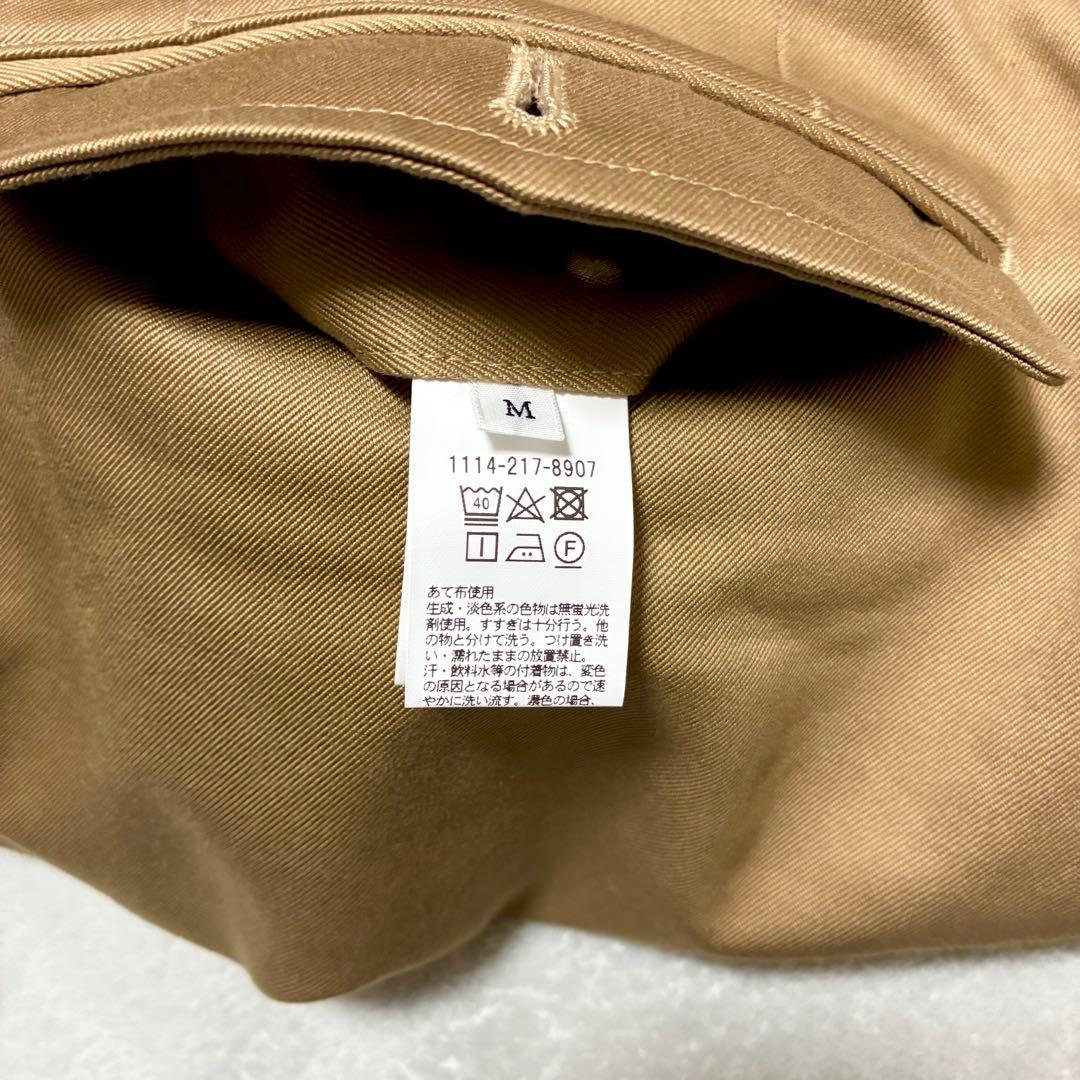 M
1114-217-8907
40
F
あて布使用
生成・淡色系の色物は無蛍光洗
剤使用。すすぎは十分行う。他
の物と分けて洗う。つけ置き洗
い・濡れたままの放置禁止。
汗・飲料水等の付着物は、変色
の原因となる場合があるので速
やかに洗い流す。濃色の場合、